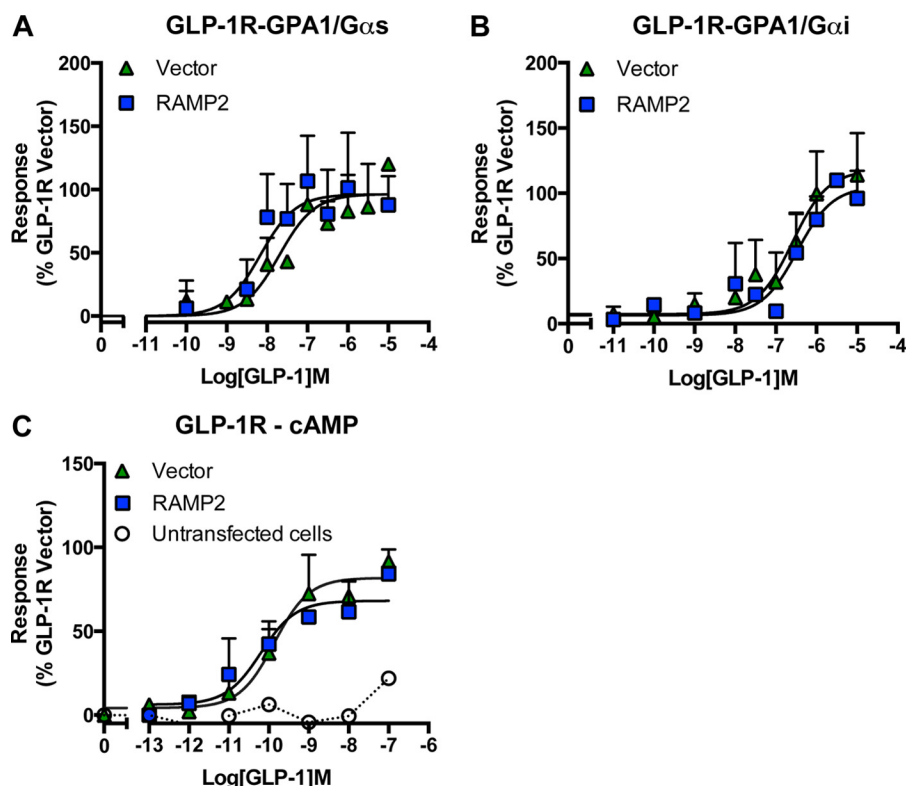 A
GLP-1R-GPA1/Gαs
Vector
RAMP2
200
150
100
50
0
Response
(% GLP-1R Vector)
0 -11 -10 -9 -8 -7 -6 -5 -4
Log[GLP-1]M
B
GLP-1R-GPA1/Gαi
Vector
RAMP2
200
150
100
50
0
Response
(% GLP-1R Vector)
0 -11 -10 -9 -8 -7 -6 -5 -4
Log[GLP-1]M
C
GLP-1R - cAMP
Vector
RAMP2
Untransfected cells
150
100
50
0
Response
(% GLP-1R Vector)
0 -13 -12 -11 -10 -9 -8 -7 -6
Log[GLP-1]M